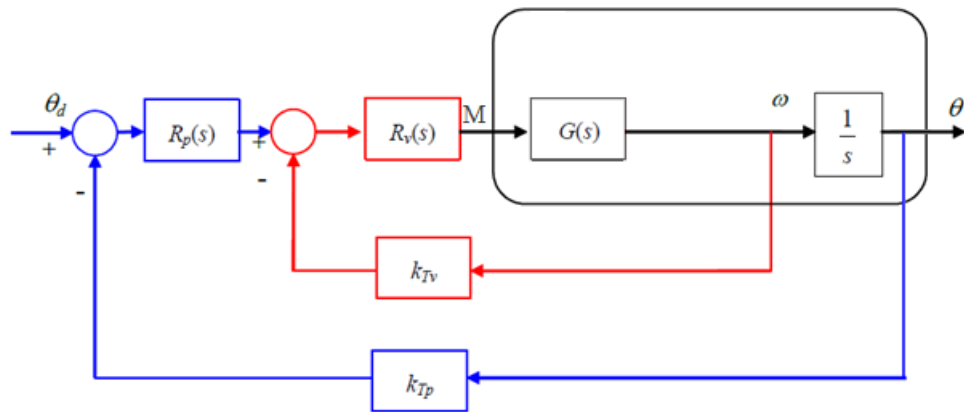 θd
+
-
Rp(s)
+
-
Rv(s)
M
G(s)
ω
1
s
θ
kTv
kTp